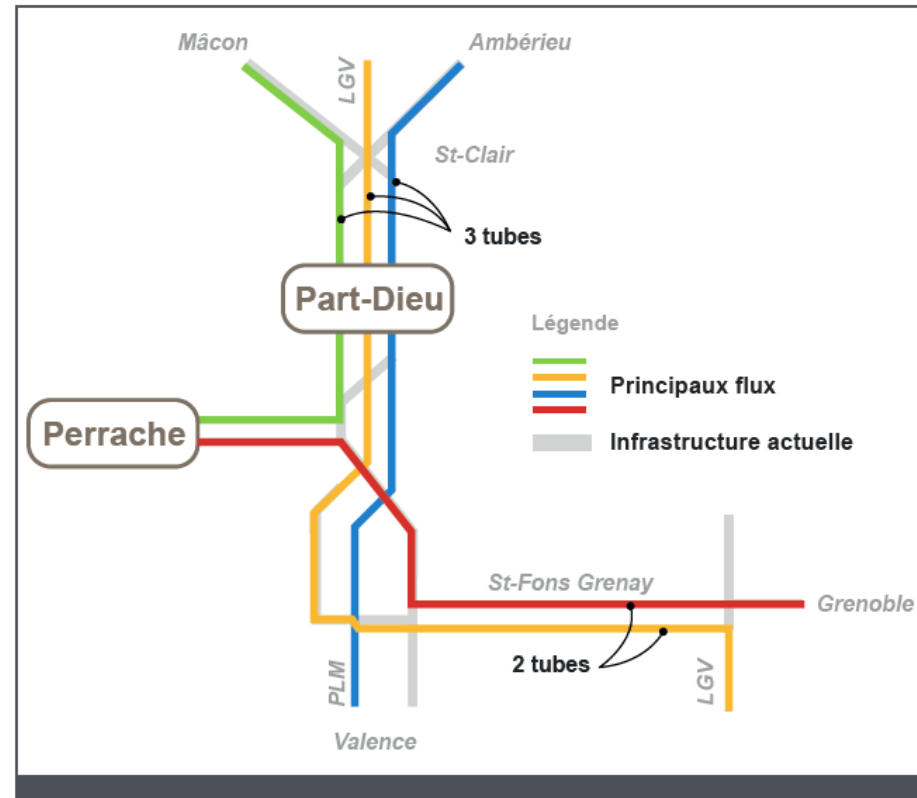 Mâcon
LGV
Ambérieu
St-Clair
3 tubes
Part-Dieu
Légende
Principaux flux
Infrastructure actuelle
Perrache
St-Fons Grenay
Grenoble
2 tubes
PLM
LGV
Valence